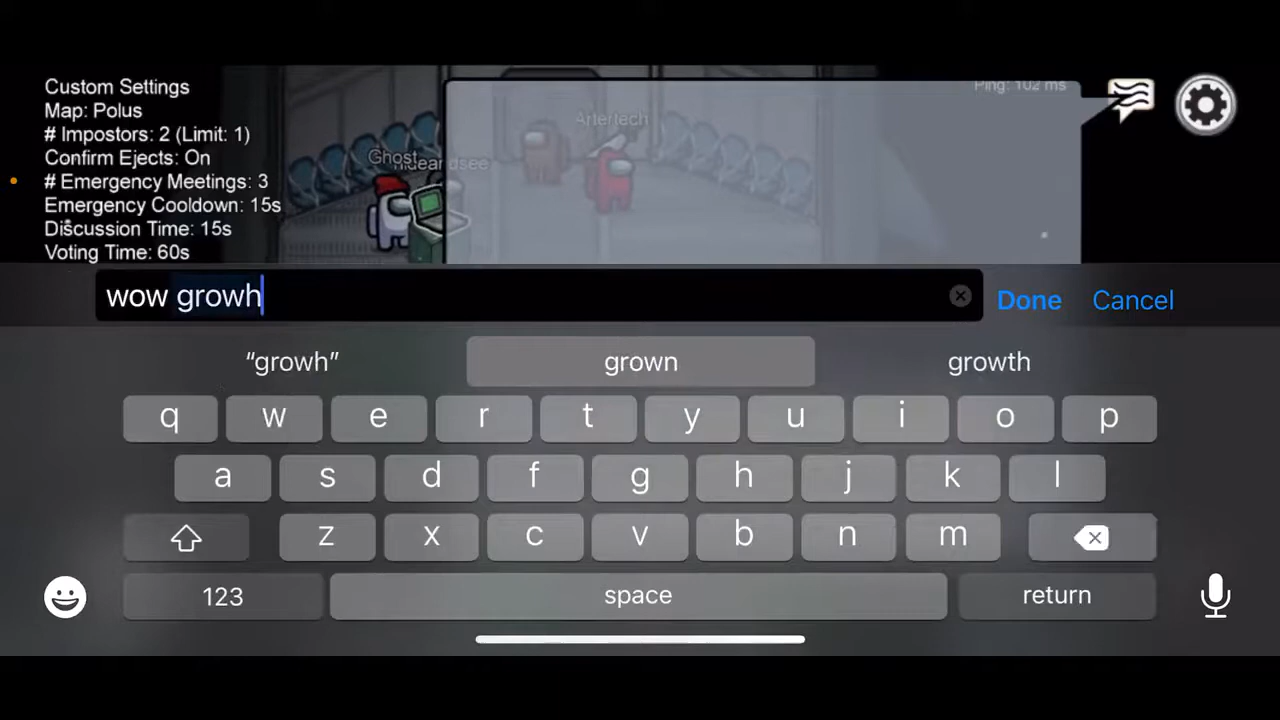 Custom Settings
Map: Polus
# Impostors: 2 (Limit: 1)
Confirm Ejects: On
# Emergency Meetings: 3
Emergency Cooldown: 15s
Discussion Time: 15s
Voting Time: 60s
Ping: 102 ms
Ghost
wow growh
Done Cancel
“growh” grown growth
q w e r t y u i o p
a s d f g h j k l
z x c v b n m
123 space return